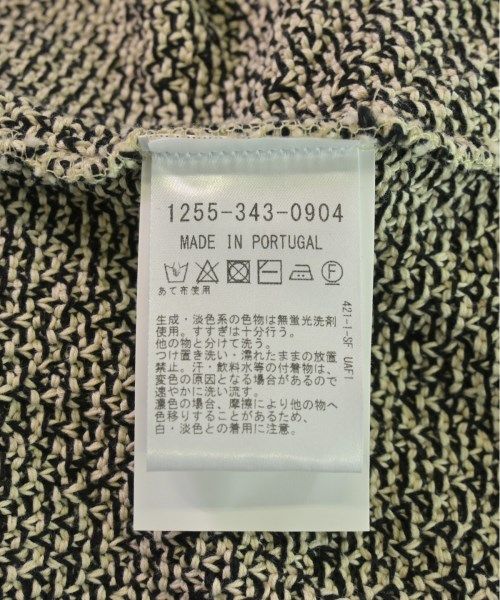 1255-343-0904
MADE IN PORTUGAL
あて布使用
生成・淡色系の色物は無蛍光洗剤
使用。すすぎは十分行う。
他の物と分けて洗う。
つけ置き洗い・濡れたままの放置
禁止。汗・飲料水等の付着物は、
変色の原因となる場合があるので
速やかに洗い流す。
濃色の場合、摩擦により他の物へ
色移りすることがあるため、
白・淡色との着用に注意。
421-1-SF UAF1